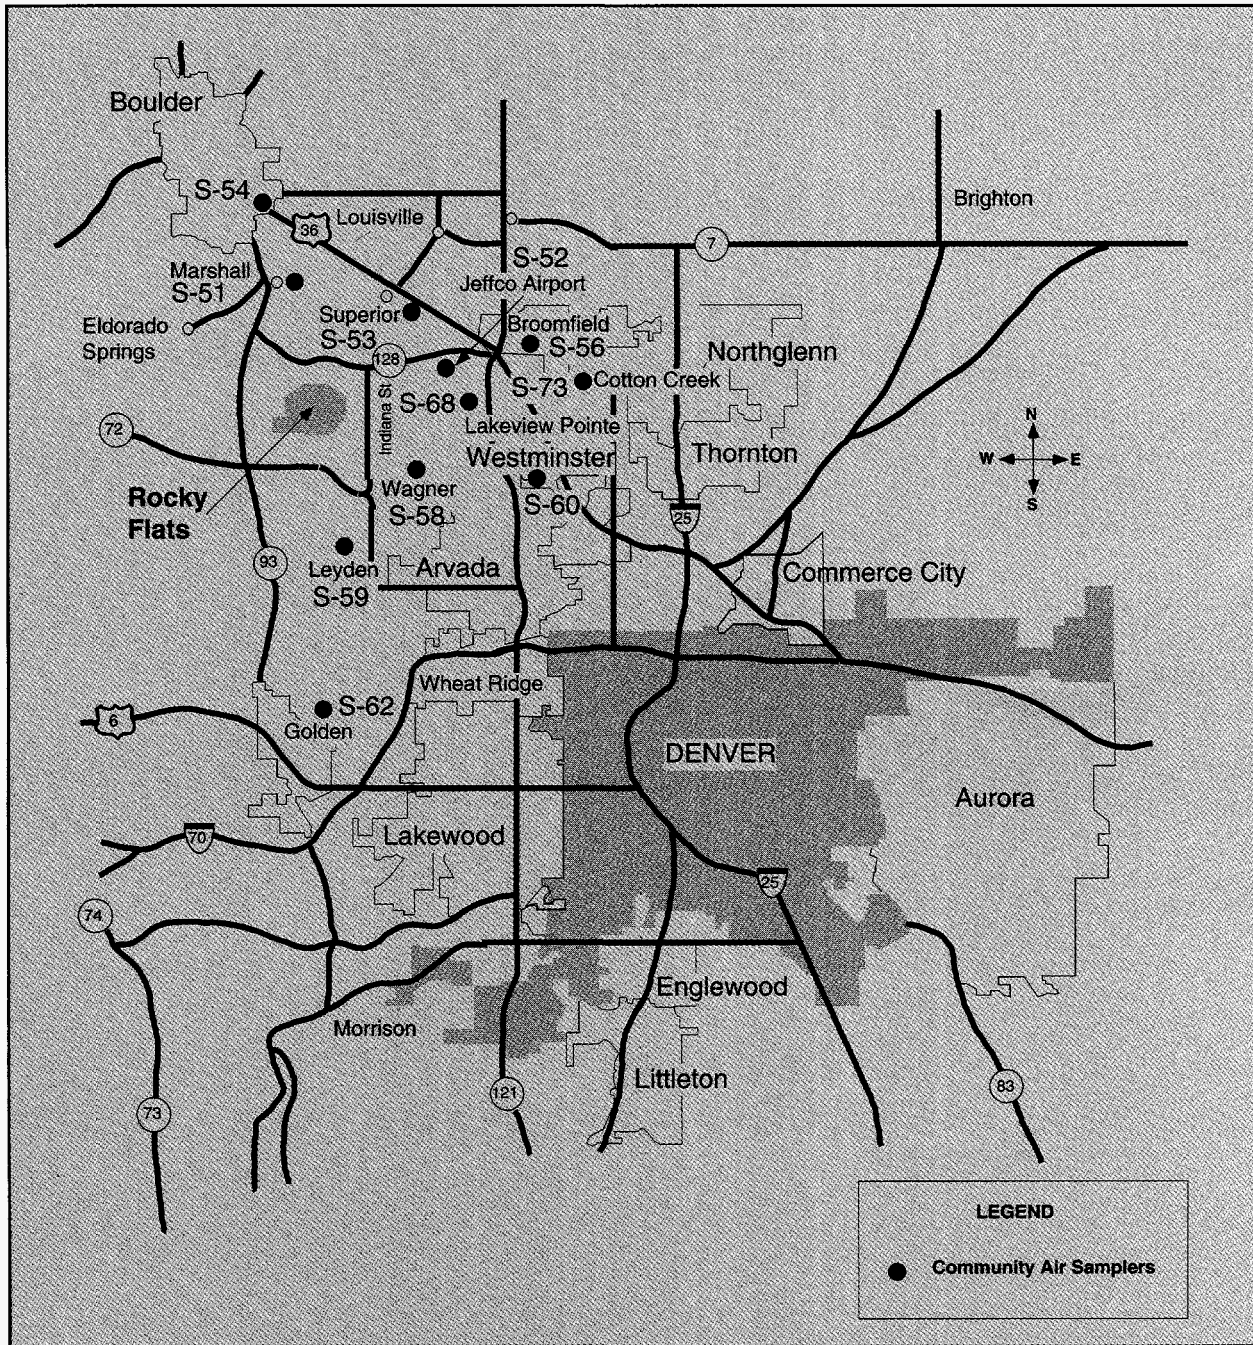 Boulder
S-54
36
Louisville
Brighton
7
S-52
Jeffco Airport
Marshall
S-51
Superior
S-53
Broomfield
S-56
Eldorado
Springs
128
Northglenn
S-73
Cotton Creek
S-68
Indiana St
Lakeview Pointe
72
Westminster
Thornton
N
W
E
S
Rocky
Flats
Wagner
S-58
S-60
25
93
Leyden
S-59
Arvada
Commerce City
Wheat Ridge
S-62
Golden
6
DENVER
Aurora
70
Lakewood
25
74
Englewood
Morrison
Littleton
121
83
73
LEGEND
Community Air Samplers